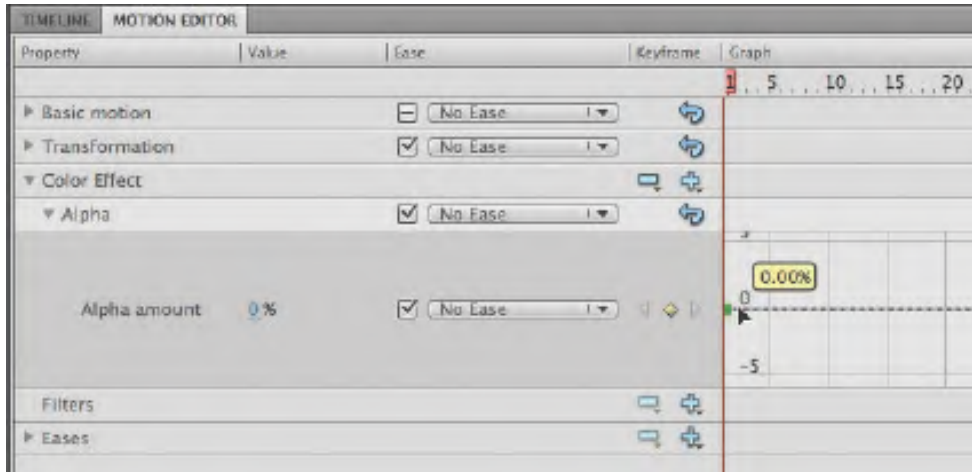 TIMELINE MOTION EDITOR
Property Value Ease Keyframe Graph
1 5 10 15 20
Basic motion No Ease
Transformation No Ease
Color Effect
Alpha No Ease
0.00%
0
Alpha amount 0 % No Ease
-5
Filters
Eases